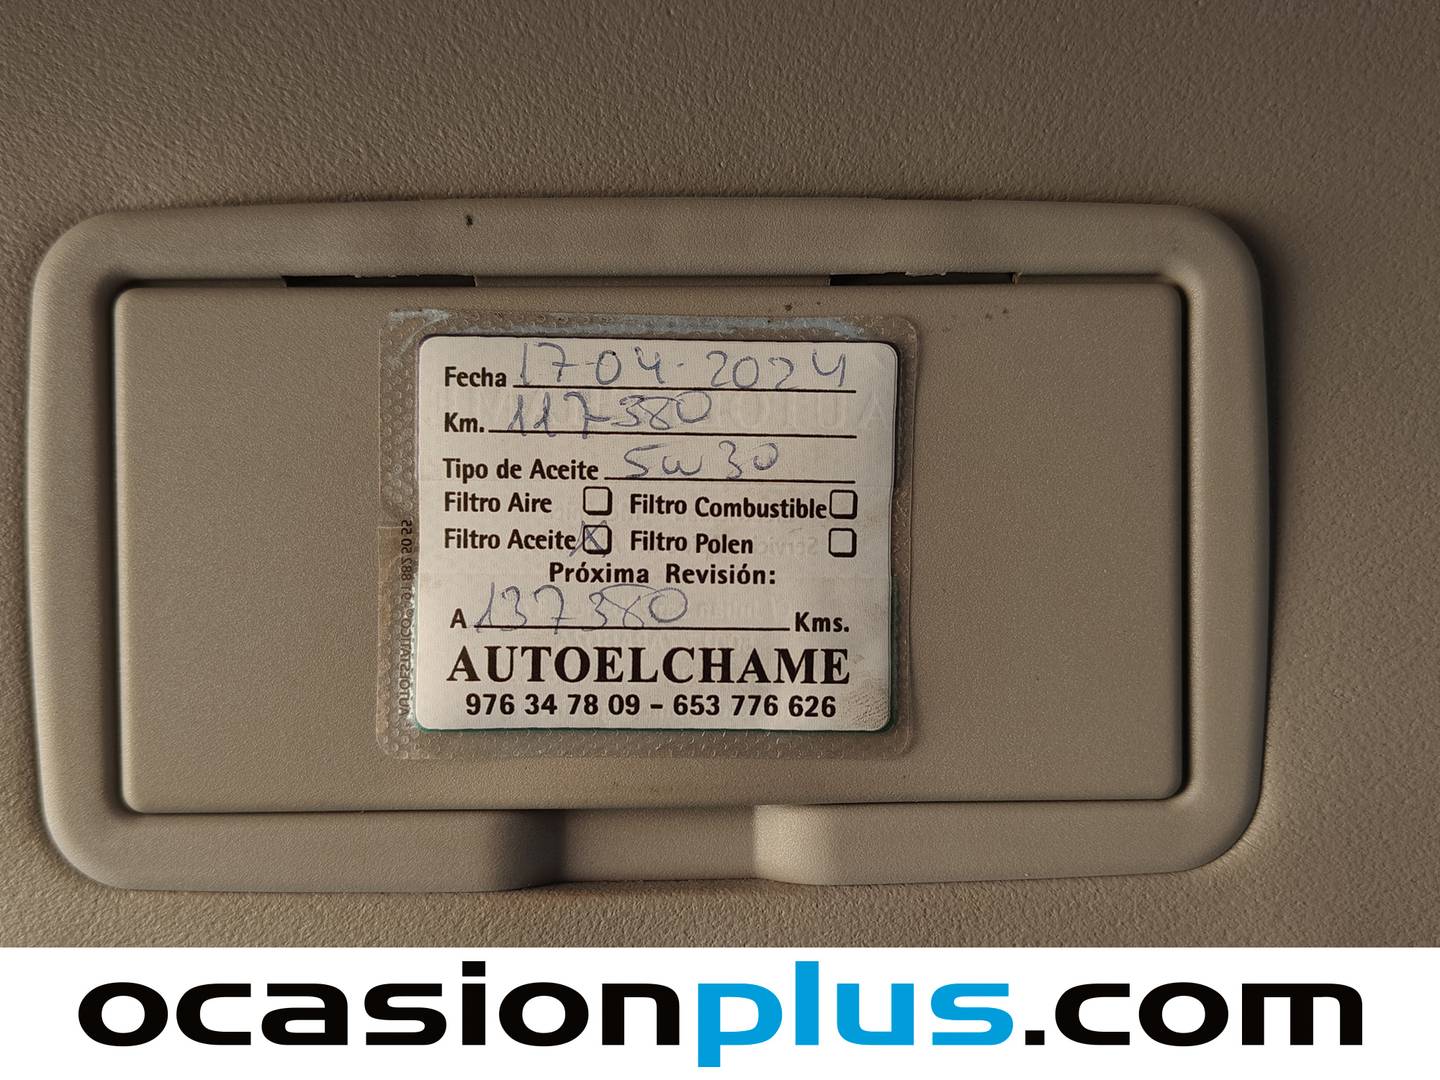 Fecha 17-04-2024
Km. 117380
Tipo de Aceite 5w30
Filtro Aire Filtro Combustible
Filtro Aceite X Filtro Polen
Próxima Revisión:
A 137380 Kms.
AUTOELCHAME
976 34 78 09 - 653 776 626
ocasionplus.com